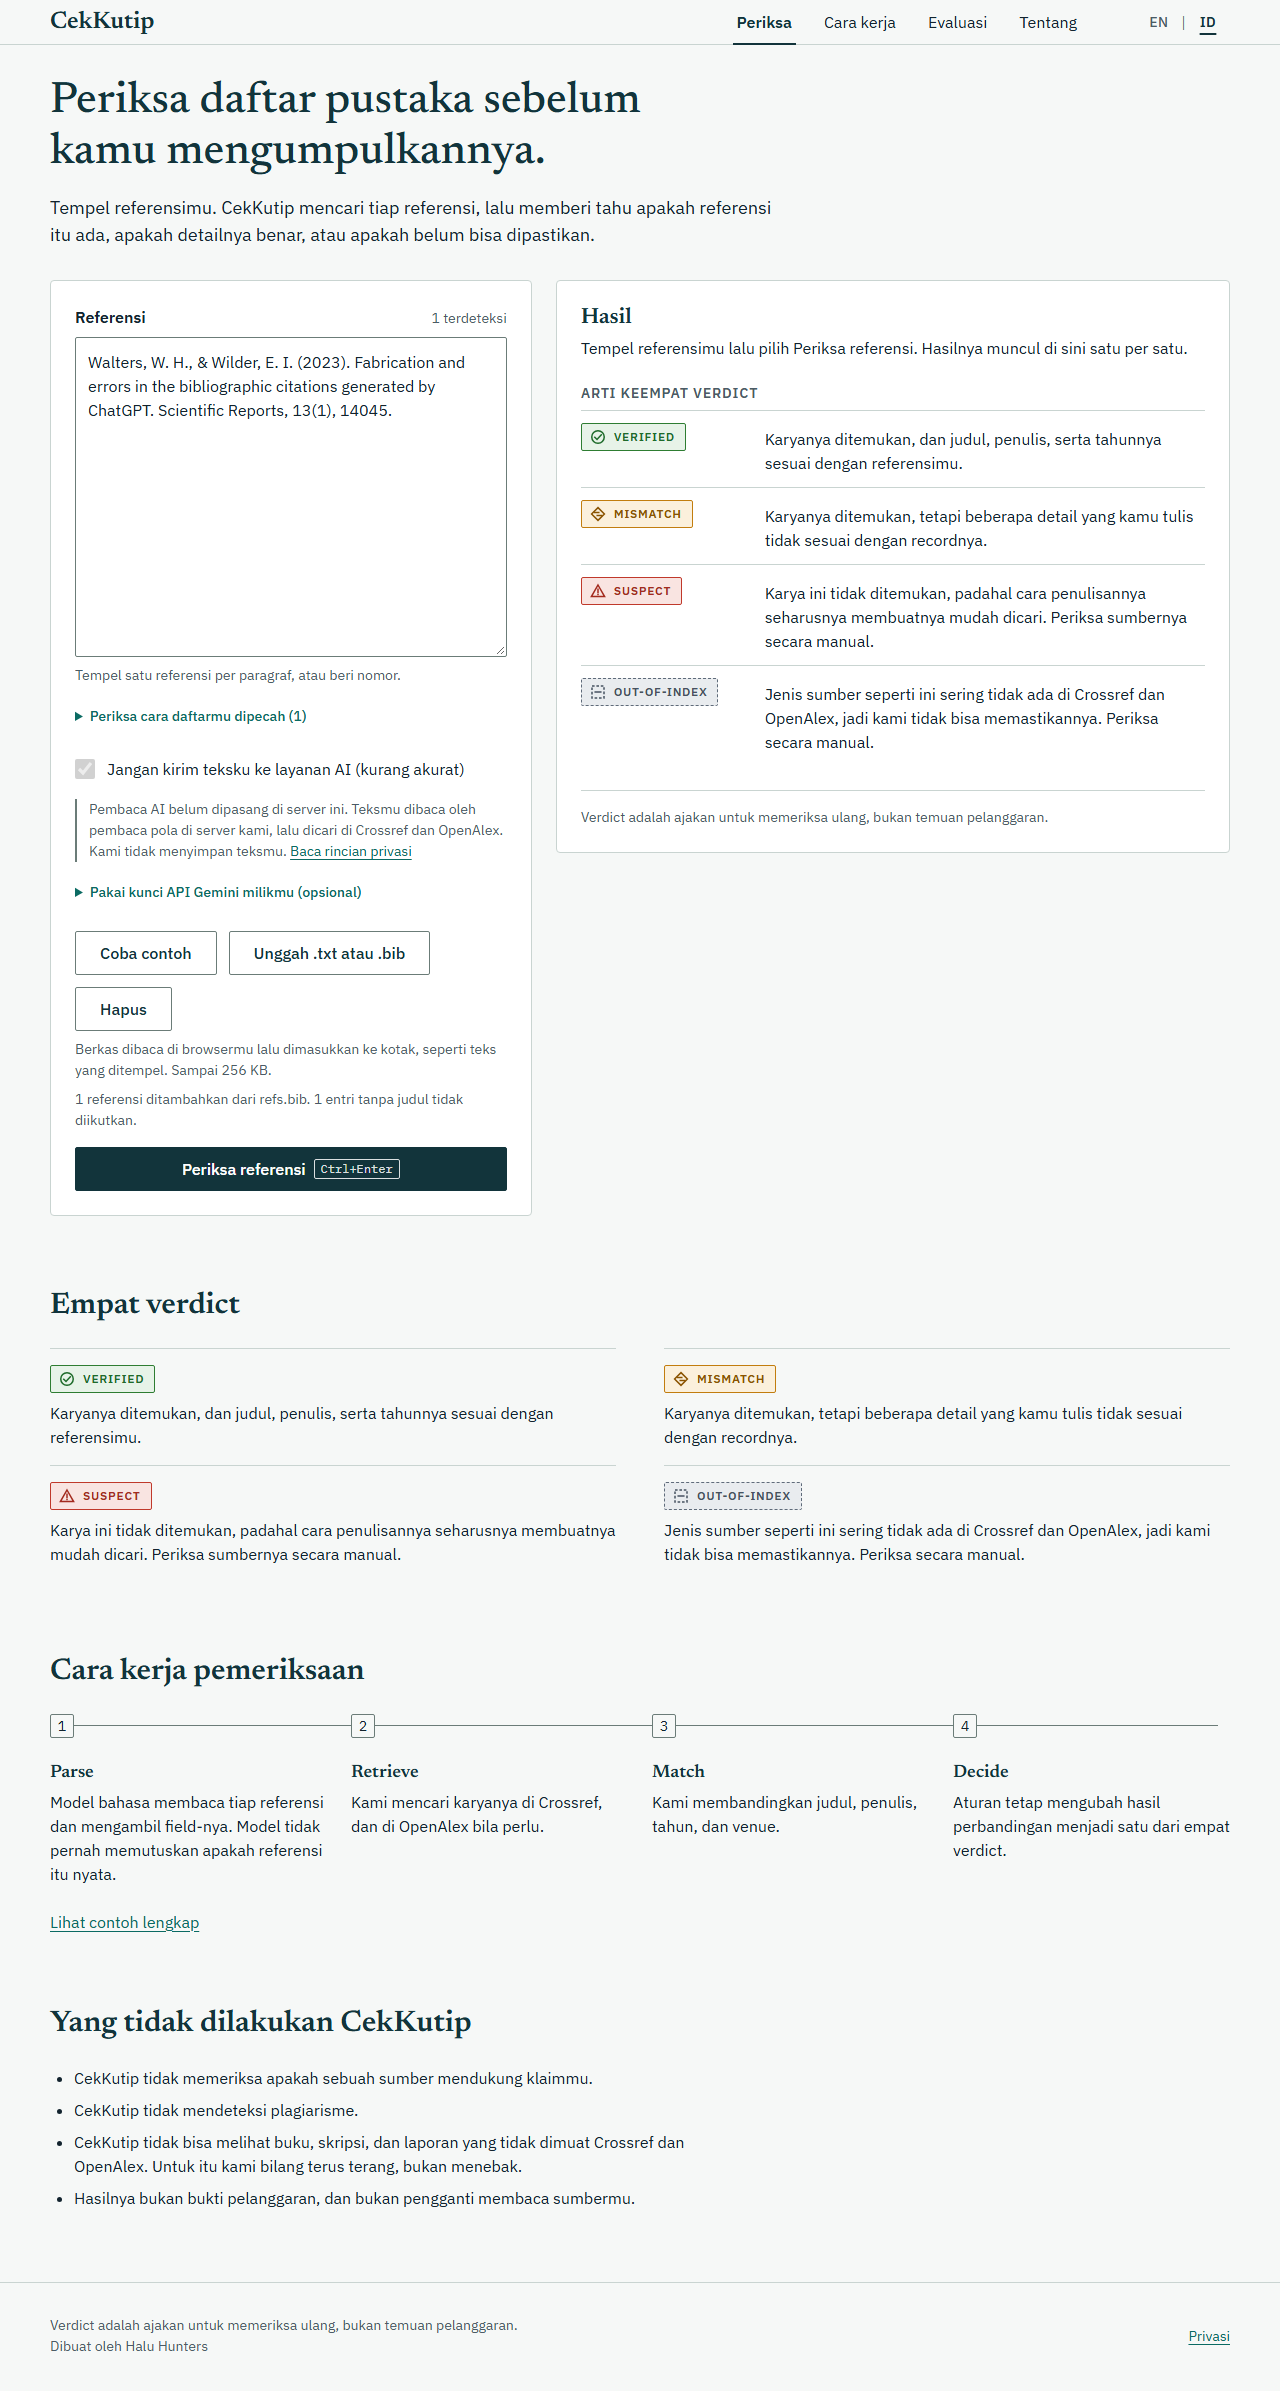 CekKutip
Periksa
Cara kerja
Evaluasi
Tentang
EN | ID
Periksa daftar pustaka sebelum
kamu mengumpulkannya.
Tempel referensimu. CekKutip mencari tiap referensi, lalu memberi tahu apakah referensi
itu ada, apakah detailnya benar, atau apakah belum bisa dipastikan.
Referensi
1 terdeteksi
Walters, W. H., & Wilder, E. I. (2023). Fabrication and
errors in the bibliographic citations generated by
ChatGPT. Scientific Reports, 13(1), 14045.
Tempel satu referensi per paragraf, atau beri nomor.
Periksa cara daftarmu dipecah (1)
Jangan kirim teksku ke layanan AI (kurang akurat)
Pembaca AI belum dipasang di server ini. Teksmu dibaca oleh
pembaca pola di server kami, lalu dicari di Crossref dan OpenAlex.
Kami tidak menyimpan teksmu. Baca rincian privasi
Pakai kunci API Gemini milikmu (opsional)
Coba contoh
Unggah .txt atau .bib
Hapus
Berkas dibaca di browsermu lalu dimasukkan ke kotak, seperti teks
yang ditempel. Sampai 256 KB.
1 referensi ditambahkan dari refs.bib. 1 entri tanpa judul tidak
diikutkan.
Periksa referensi Ctrl+Enter
Hasil
Tempel referensimu lalu pilih Periksa referensi. Hasilnya muncul di sini satu per satu.
ARTI KEEMPAT VERDICT
VERIFIED
Karyanya ditemukan, dan judul, penulis, serta tahunnya
sesuai dengan referensimu.
MISMATCH
Karyanya ditemukan, tetapi beberapa detail yang kamu tulis
tidak sesuai dengan recordnya.
SUSPECT
Karya ini tidak ditemukan, padahal cara penulisannya
seharusnya membuatnya mudah dicari. Periksa sumbernya
secara manual.
OUT-OF-INDEX
Jenis sumber seperti ini sering tidak ada di Crossref dan
OpenAlex, jadi kami tidak bisa memastikannya. Periksa
secara manual.
Verdict adalah ajakan untuk memeriksa ulang, bukan temuan pelanggaran.
Empat verdict
VERIFIED
Karyanya ditemukan, dan judul, penulis, serta tahunnya sesuai dengan
referensimu.
MISMATCH
Karyanya ditemukan, tetapi beberapa detail yang kamu tulis tidak sesuai
dengan recordnya.
SUSPECT
Karya ini tidak ditemukan, padahal cara penulisannya seharusnya membuatnya
mudah dicari. Periksa sumbernya secara manual.
OUT-OF-INDEX
Jenis sumber seperti ini sering tidak ada di Crossref dan OpenAlex, jadi kami
tidak bisa memastikannya. Periksa secara manual.
Cara kerja pemeriksaan
1
Parse
Model bahasa membaca tiap referensi
dan mengambil field-nya. Model tidak
pernah memutuskan apakah referensi
itu nyata.
2
Retrieve
Kami mencari karyanya di Crossref,
dan di OpenAlex bila perlu.
3
Match
Kami membandingkan judul, penulis,
tahun, dan venue.
4
Decide
Aturan tetap mengubah hasil
perbandingan menjadi satu dari empat
verdict.
Lihat contoh lengkap
Yang tidak dilakukan CekKutip
• CekKutip tidak memeriksa apakah sebuah sumber mendukung klaimmu.
• CekKutip tidak mendeteksi plagiarisme.
• CekKutip tidak bisa melihat buku, skripsi, dan laporan yang tidak dimuat Crossref dan
OpenAlex. Untuk itu kami bilang terus terang, bukan menebak.
• Hasilnya bukan bukti pelanggaran, dan bukan pengganti membaca sumbermu.
Verdict adalah ajakan untuk memeriksa ulang, bukan temuan pelanggaran.
Dibuat oleh Halu Hunters
Privasi